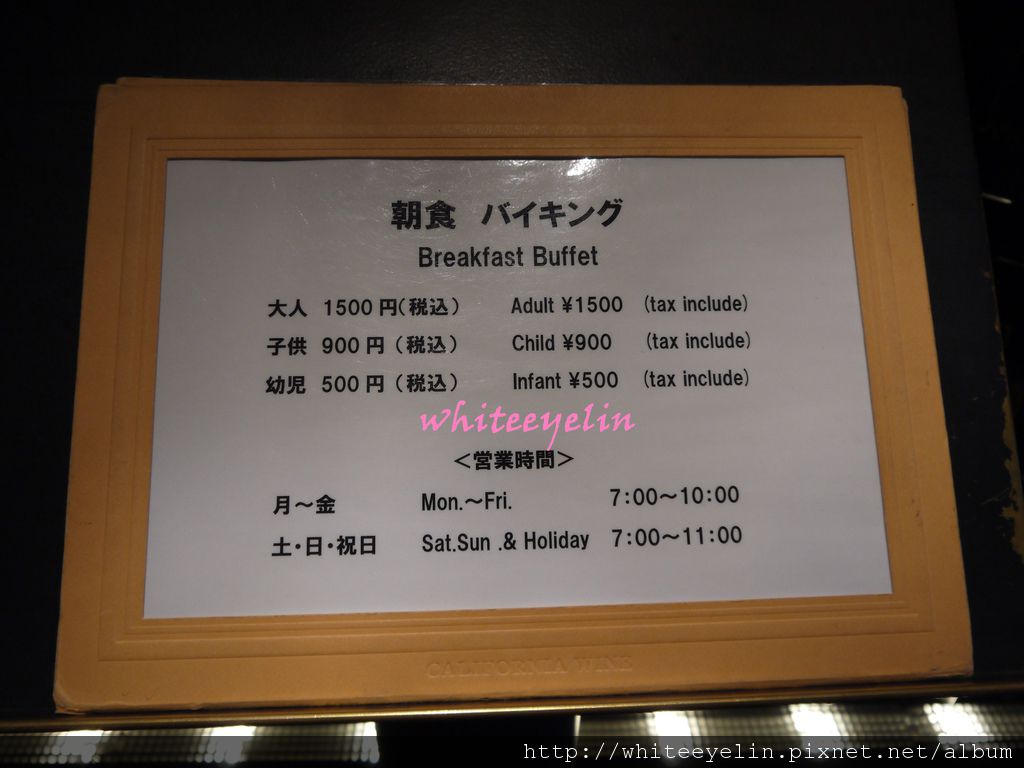 朝食 バイキング
Breakfast Buffet
大人 1500円(税込) Adult ¥1500 (tax include)
子供 900円(税込) Child ¥900 (tax include)
幼児 500円(税込) Infant ¥500 (tax include)
whiteeyelin
<営業時間>
月~金 Mon.~Fri. 7:00~10:00
土・日・祝日 Sat.Sun .& Holiday 7:00~11:00
CALIFORNIA WINE
http://whiteeyelin.pixnet.net/album